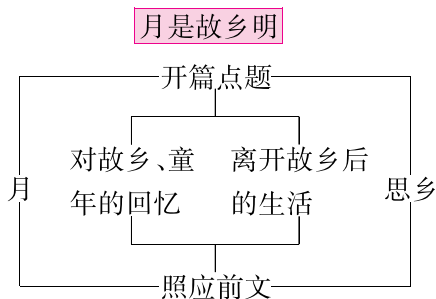 月是故乡明
开篇点题
对故乡、童
年的回忆
离开故乡后
的生活
月
思乡
照应前文